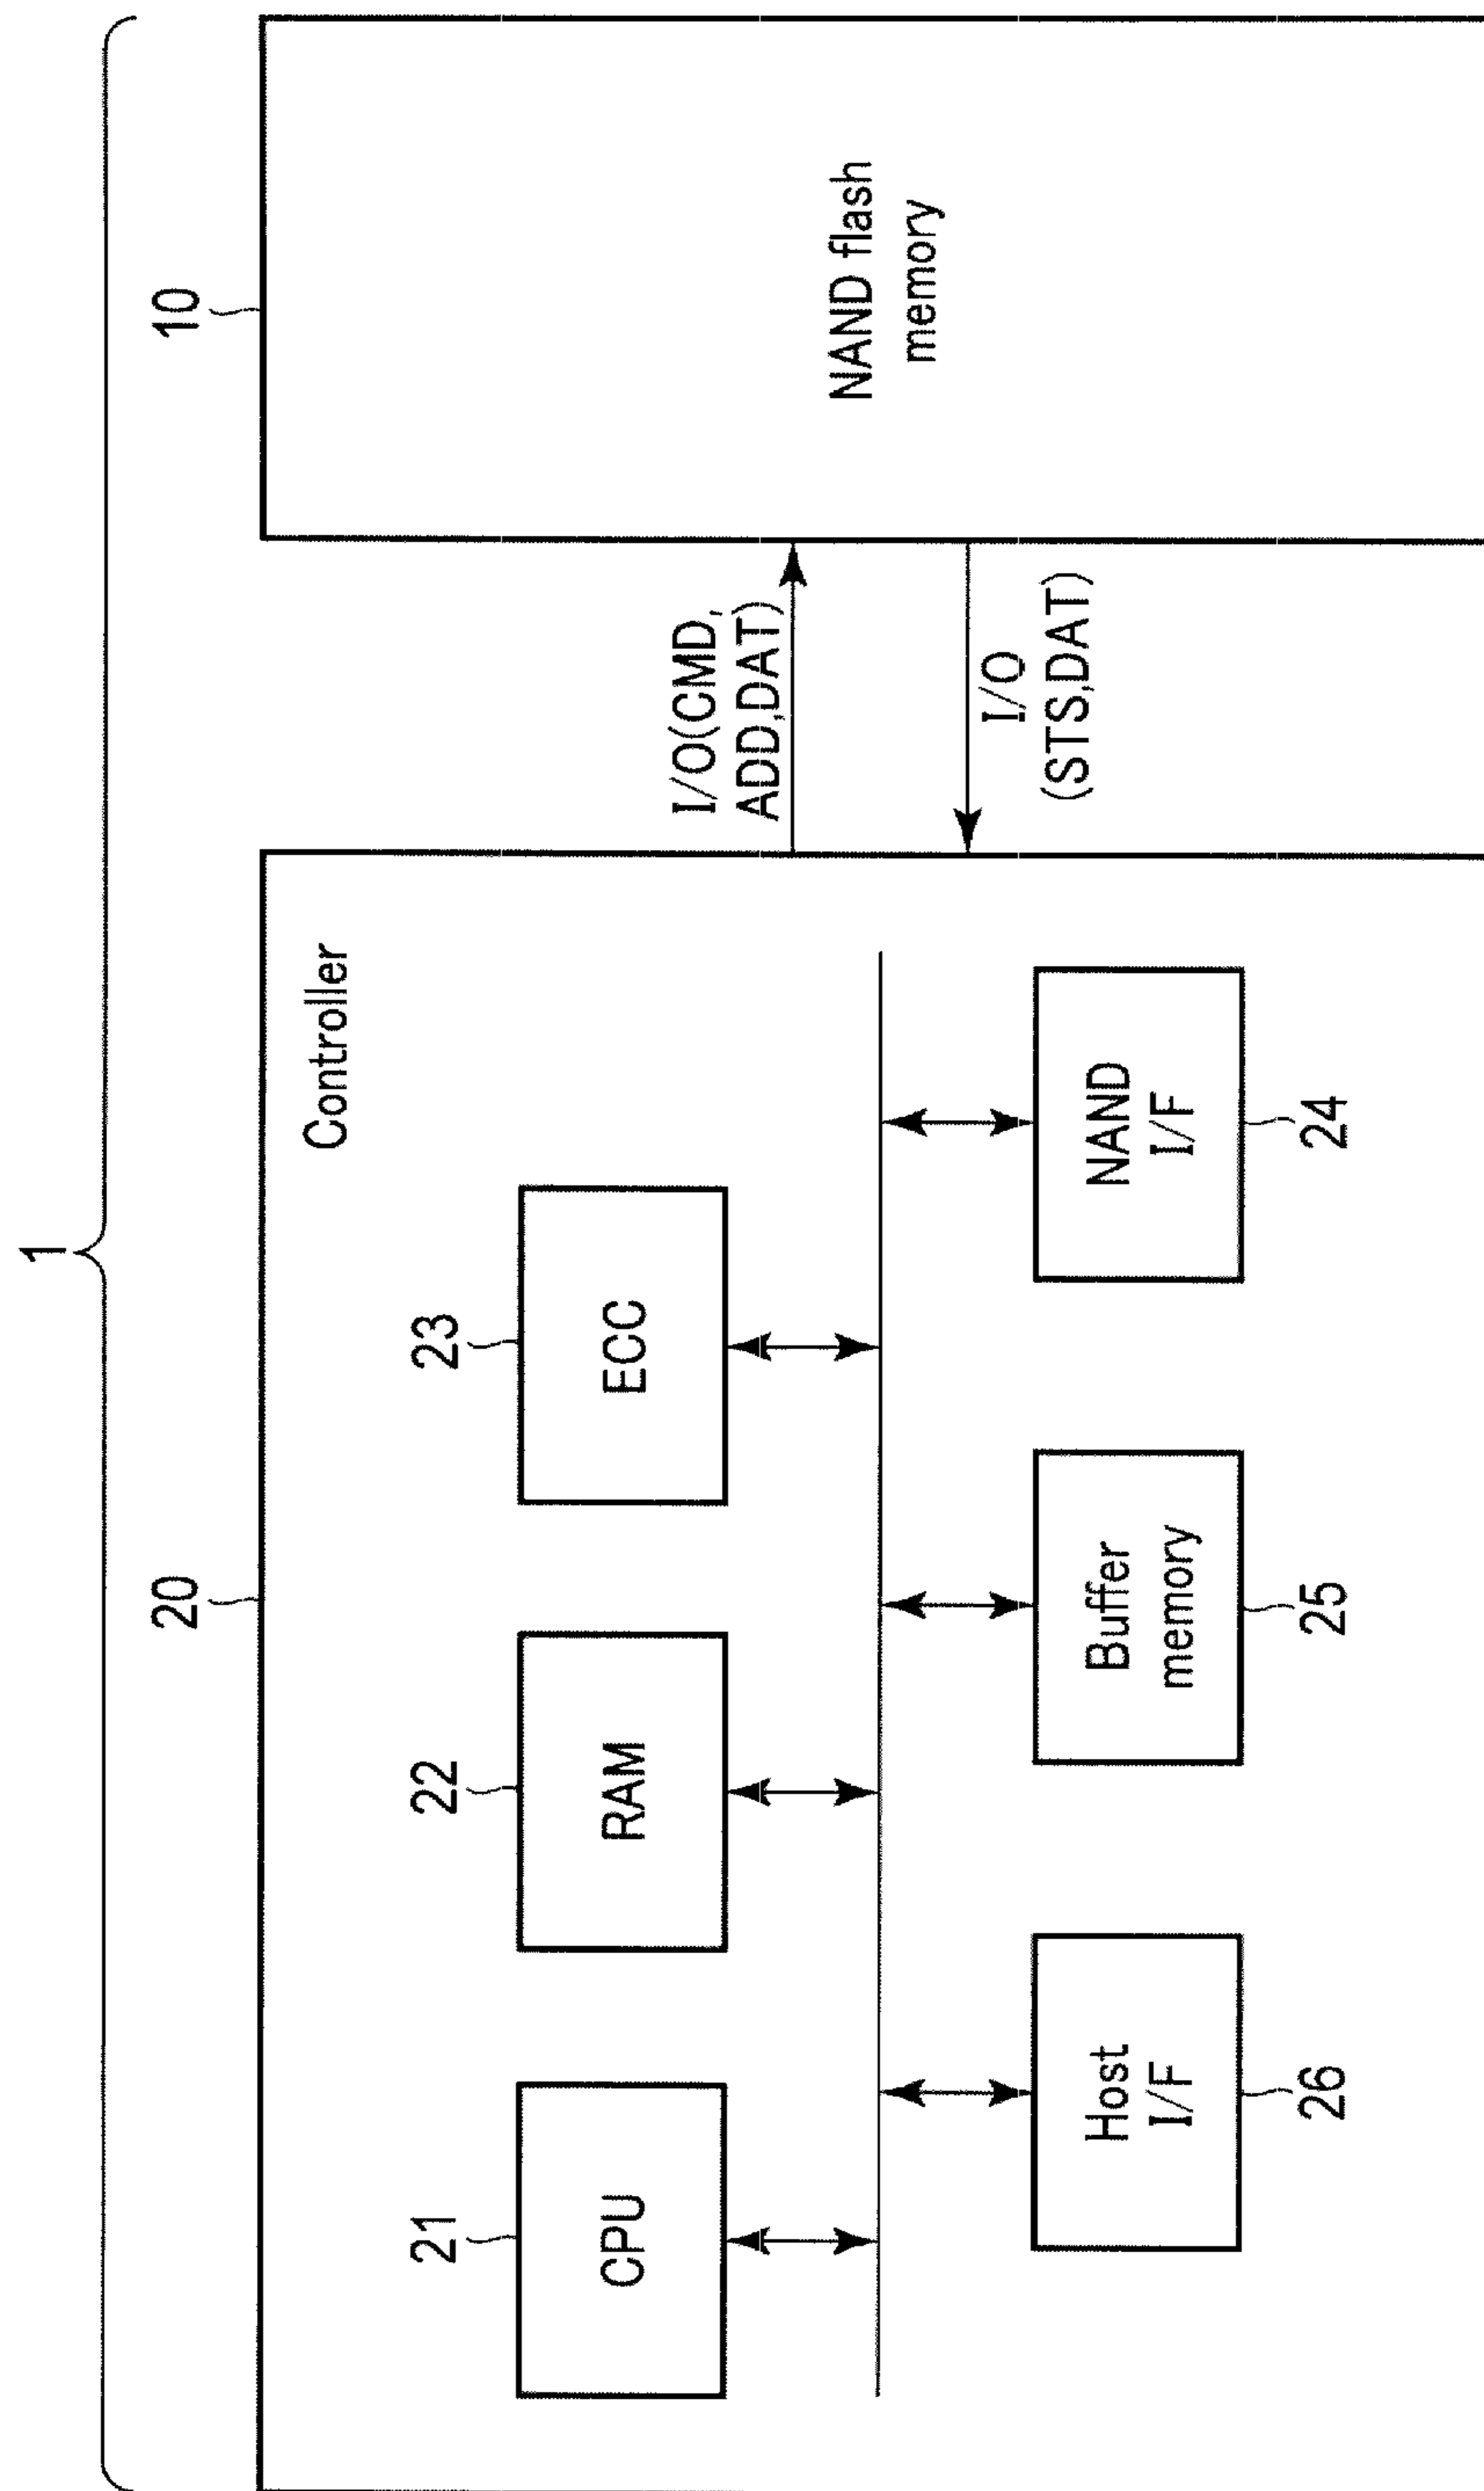 1
20
10
Controller
21
22
23
CPU
RAM
ECC
I/O(CMD,
ADD,DAT)
I/O
(STS,DAT)
NAND flash
memory
Host
I/F
Buffer
memory
NAND
I/F
26
25
24